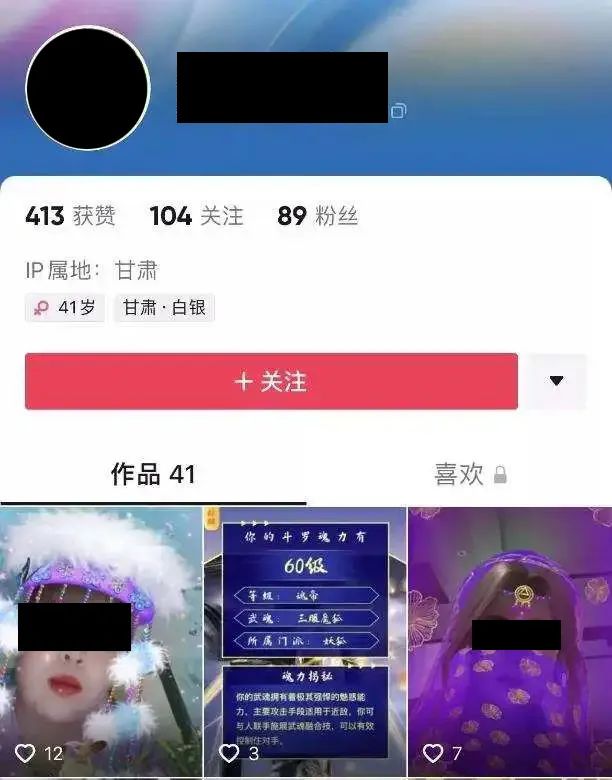 413 获赞 104 关注 89 粉丝
IP属地：甘肃
41岁 甘肃·白银
+ 关注
作品 41 喜欢
你的斗罗魂力有
60级
等级：魂帝
武魂：三眼魔狐
所属门派：妖狐
魂力揭秘
你的武魂拥有着极其强悍的魅惑能
力、主要攻击手段适用于近敌，你可
与人联手施展武魂融合技，可以有效
控制住对手。
12 3 7